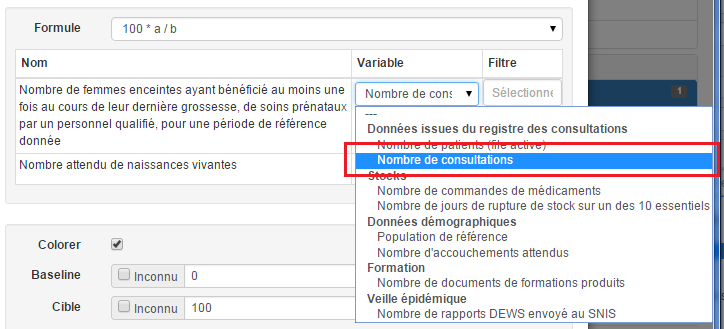 Formule 100 * a / b
Nom Variable Filtre
Nombre de femmes enceintes ayant bénéficié au moins une
fois au cours de leur dernière grossesse, de soins prénataux
par un personnel qualifié, pour une période de référence
donnée
Nombre de cons
Sélectionne
Nombre attendu de naissances vivantes
---
Données issues du registre des consultations
Nombre de patients (file active)
Nombre de consultations
Stocks
Nombre de commandes de médicaments
Nombre de jours de rupture de stock sur un des 10 essentiels
Données démographiques
Population de référence
Nombre d'accouchements attendus
Formation
Nombre de documents de formations produits
Veille épidémique
Nombre de rapports DEWS envoyé au SNIS
Colorer
Baseline Inconnu 0
Cible Inconnu 100
1